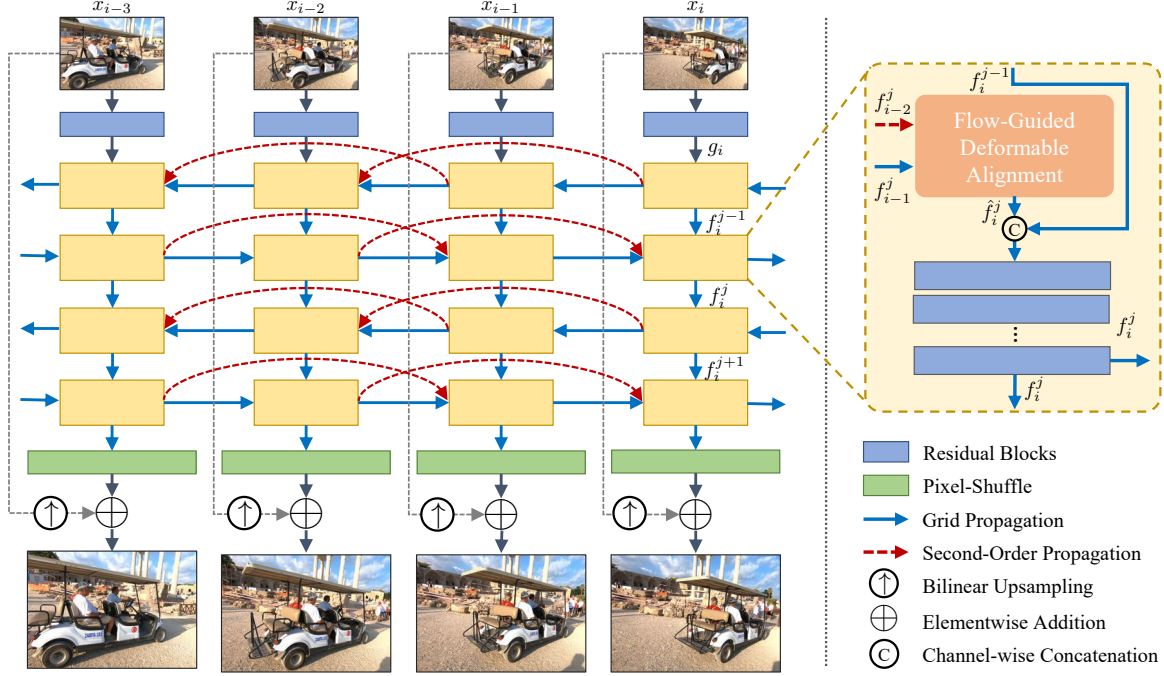 x_{i-3}
x_{i-2}
x_{i-1}
x_i
g_i
f_i^{j-1}
f_i^j
f_i^{j+1}
f_i^{j-1}
f_{i-2}^j
f_{i-1}^j
Flow-Guided
Deformable
Alignment
\hat{f}_i^j
C
f_i^j
f_i^j
Residual Blocks
Pixel-Shuffle
Grid Propagation
Second-Order Propagation
Bilinear Upsampling
Elementwise Addition
C
Channel-wise Concatenation